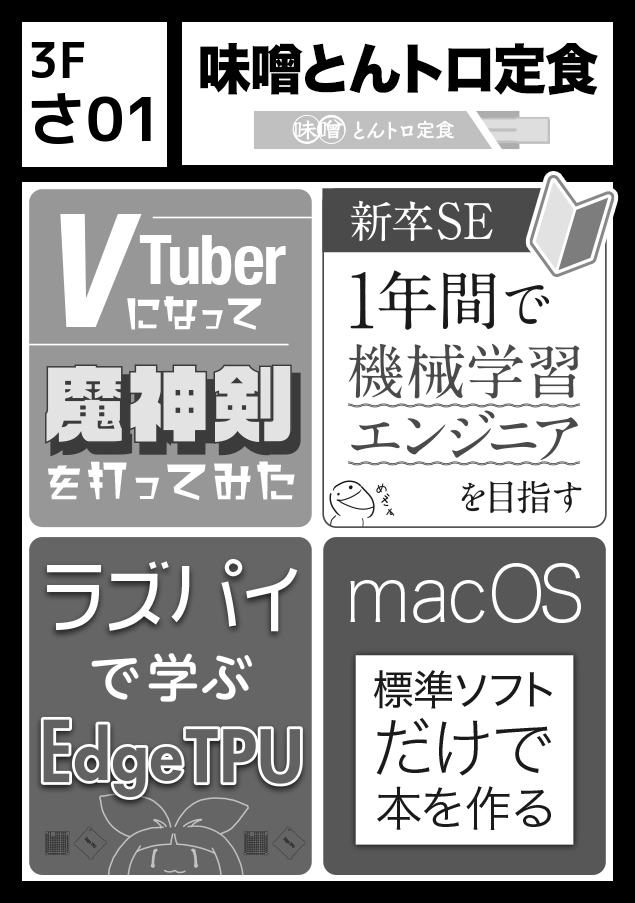 3F
さ01
味噌とんトロ定食
味噌とんトロ定食
VTuber
になって
魔神剣
を打ってみた
新卒SE
1年間で
機械学習
エンジニア
を目指す
めざす
ラズパイ
で学ぶ
EdgeTPU
macOS
標準ソフト
だけで
本を作る